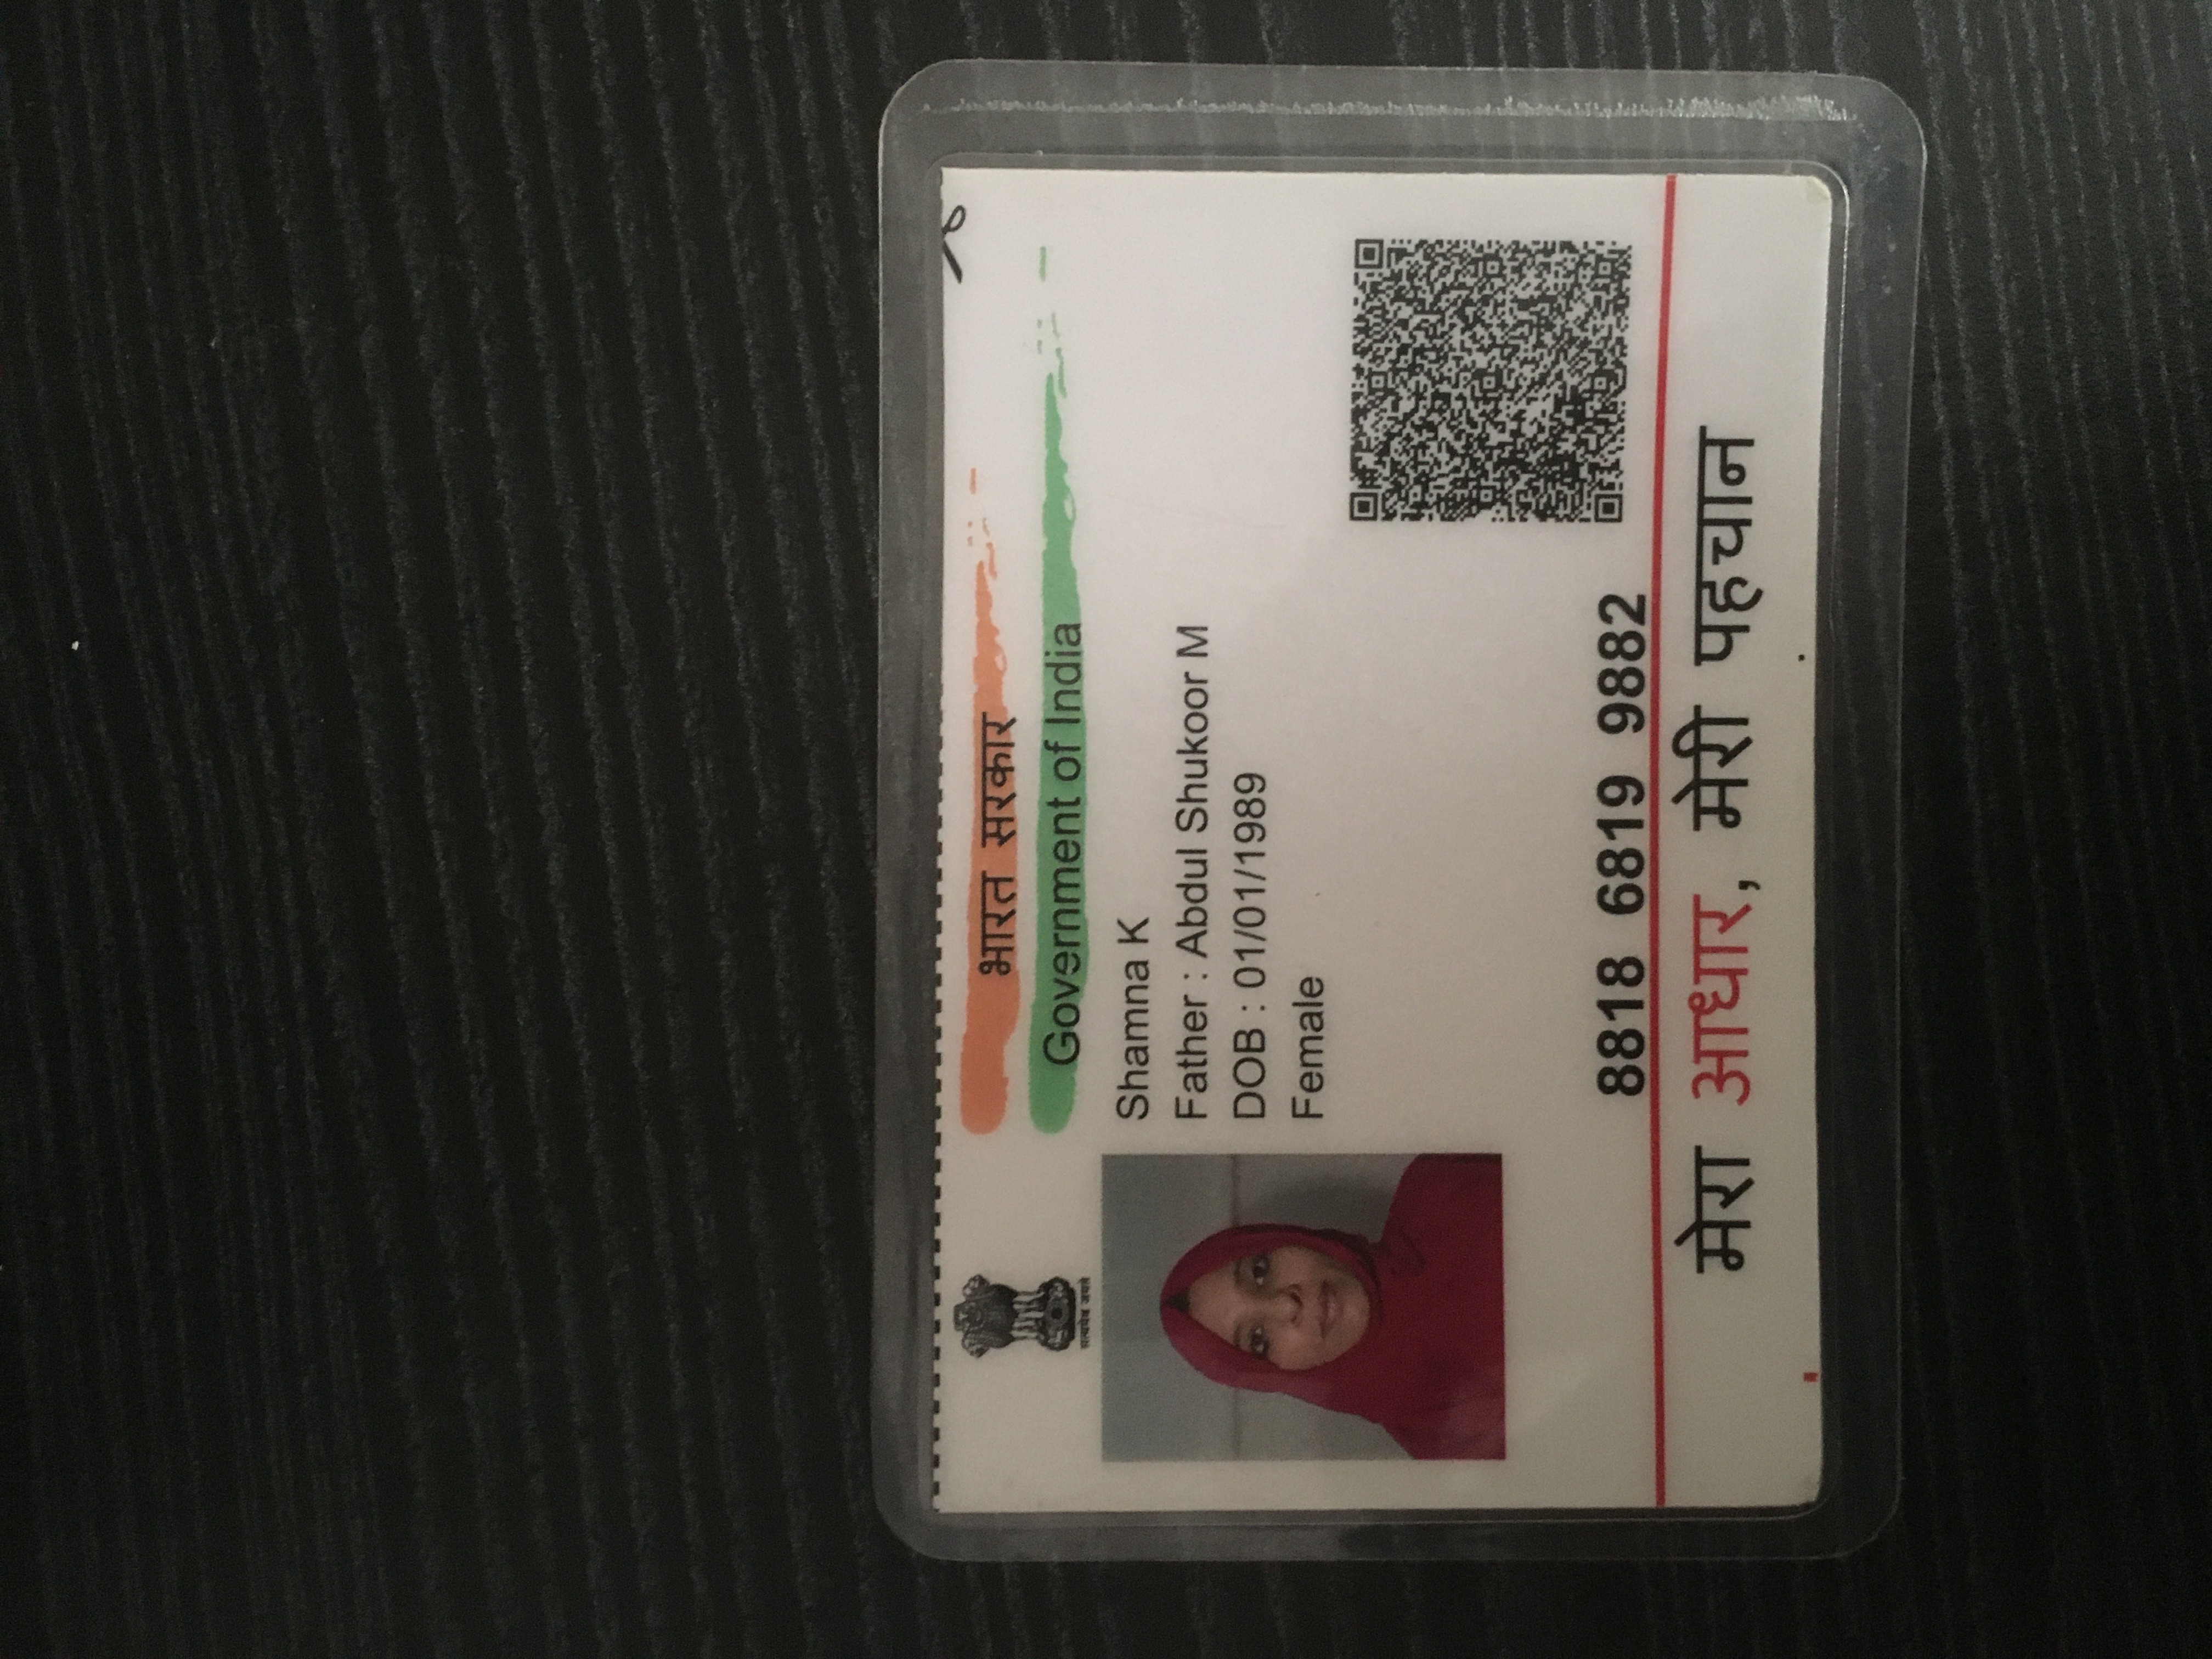 भारत सरकार
Government of India
सत्यमेव जयते
Shamna K
Father : Abdul Shukoor M
DOB : 01/01/1989
Female
8818 6819 9882
मेरा आधार, मेरी पहचान